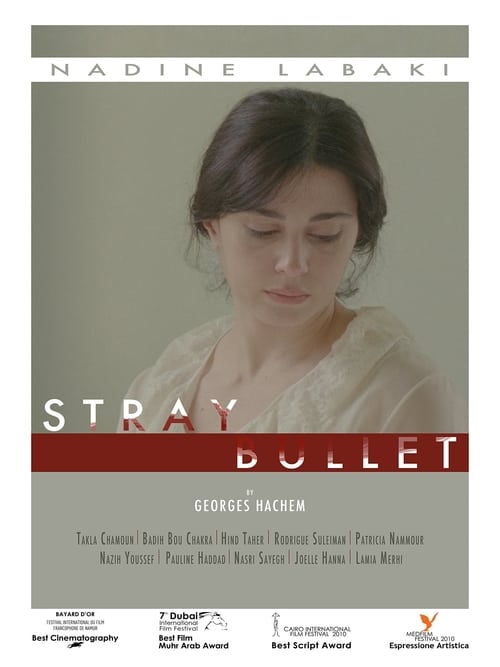 NADINE LABAKI
STRAY
BULLET
BY
GEORGES HACHEM
TAKLA CHAMOUN | BADIH BOU CHAKRA | HIND TAHER | RODRIGUE SULEIMAN | PATRICIA NAMMOUR
NAZIH YOUSSEF | PAULINE HADDAD | NASRI SAYEGH | JOELLE HANNA | LAMIA MERHI
BAYARD D'OR
FESTIVAL INTERNATIONAL DU FILM
FRANCOPHONE DE NAMUR
Best Cinematography
7th Dubai
International
Film Festival
Best Film
Muhr Arab Award
CAIRO INTERNATIONAL
FILM FESTIVAL 2010
Best Script Award
MEDFILM
FESTIVAL 2010
Espressione Artistica